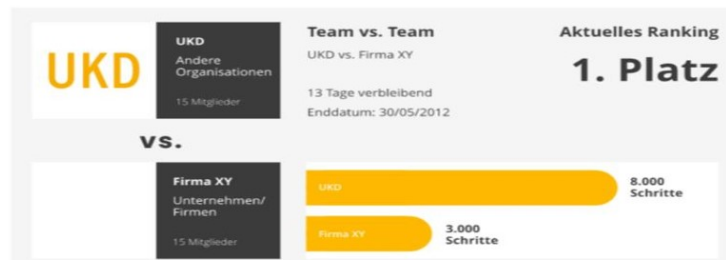 UKD
UKD
Andere
Organisationen
15 Mitglieder
Team vs. Team
UKD vs. Firma XY
13 Tage verbleibend
Enddatum: 30/05/2012
Aktuelles Ranking
1. Platz
vs.
Firma XY
Unternehmen/
Firmen
15 Mitglieder
UKD
8.000
Schritte
Firma XY
3.000
Schritte